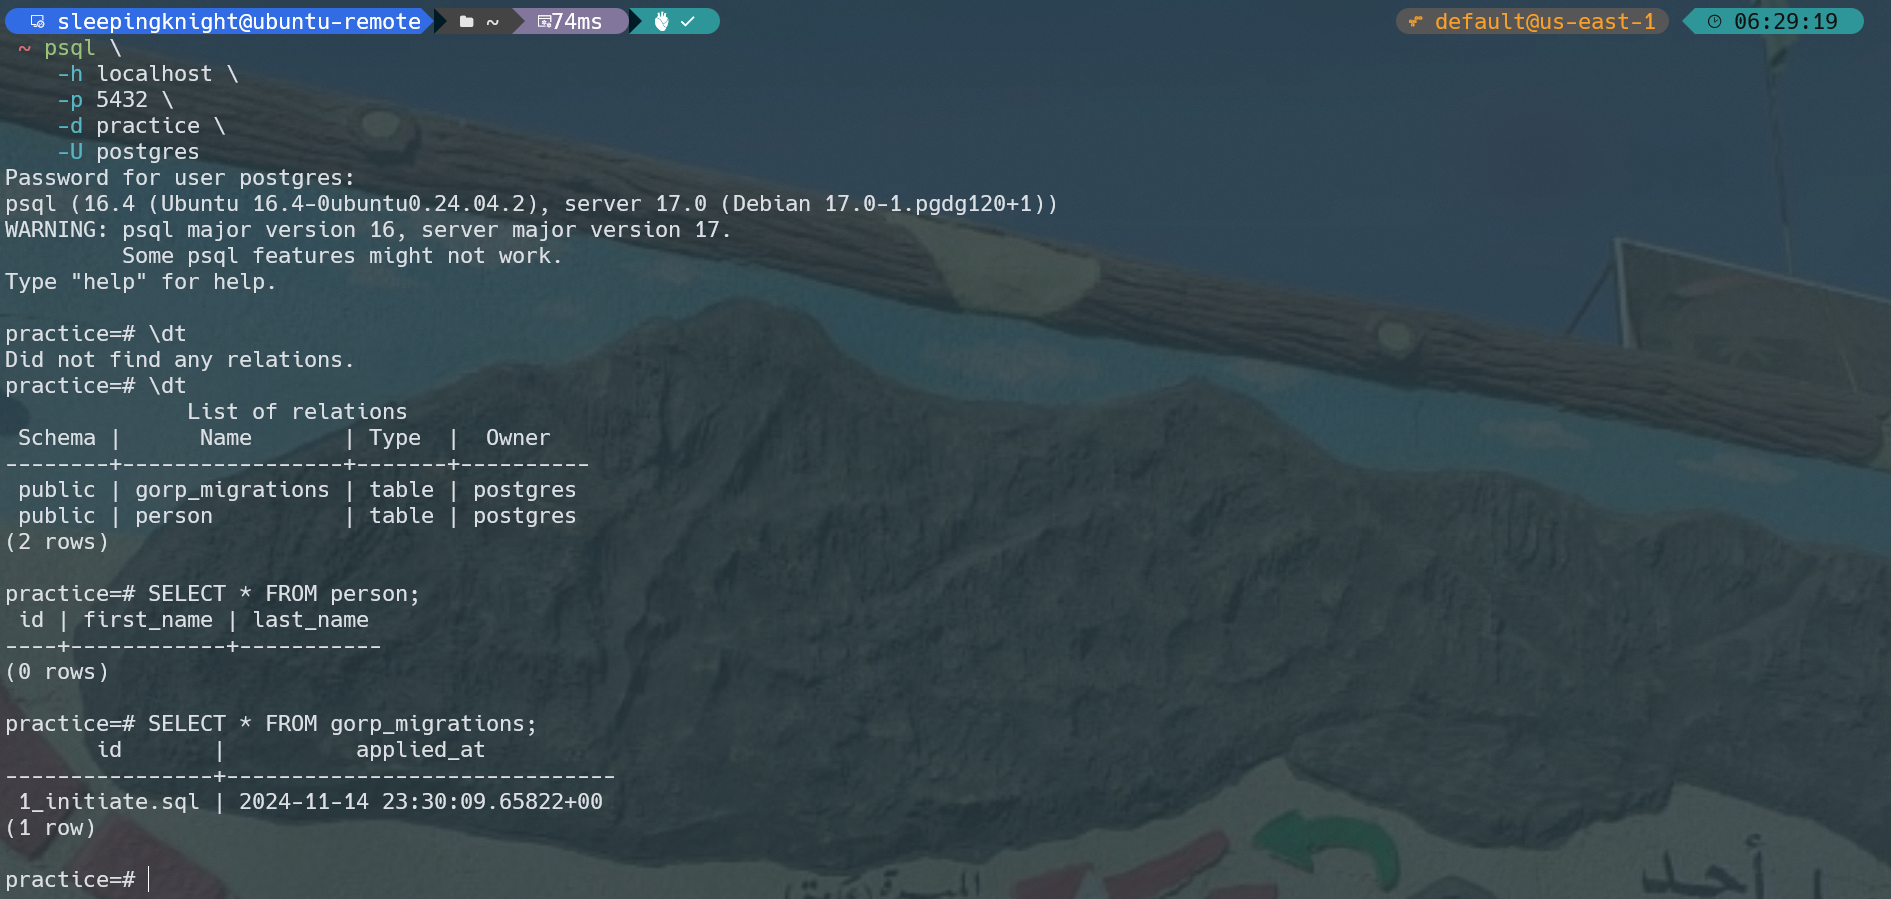 sleepingknight@ubuntu-remote ~ 74ms ✓ default@us-east-1 06:29:19
~ psql \
    -h localhost \
    -p 5432 \
    -d practice \
    -U postgres
Password for user postgres:
psql (16.4 (Ubuntu 16.4-0ubuntu0.24.04.2), server 17.0 (Debian 17.0-1.pgdg120+1))
WARNING: psql major version 16, server major version 17.
         Some psql features might not work.
Type "help" for help.
practice=# \dt
Did not find any relations.
practice=# \dt
              List of relations
 Schema |      Name       | Type  |  Owner
--------+-----------------+-------+----------
 public | gorp_migrations | table | postgres
 public | person          | table | postgres
(2 rows)
practice=# SELECT * FROM person;
 id | first_name | last_name
----+------------+-----------
(0 rows)
practice=# SELECT * FROM gorp_migrations;
       id       |          applied_at
----------------+------------------------------
 1_initiate.sql | 2024-11-14 23:30:09.65822+00
(1 row)
practice=#